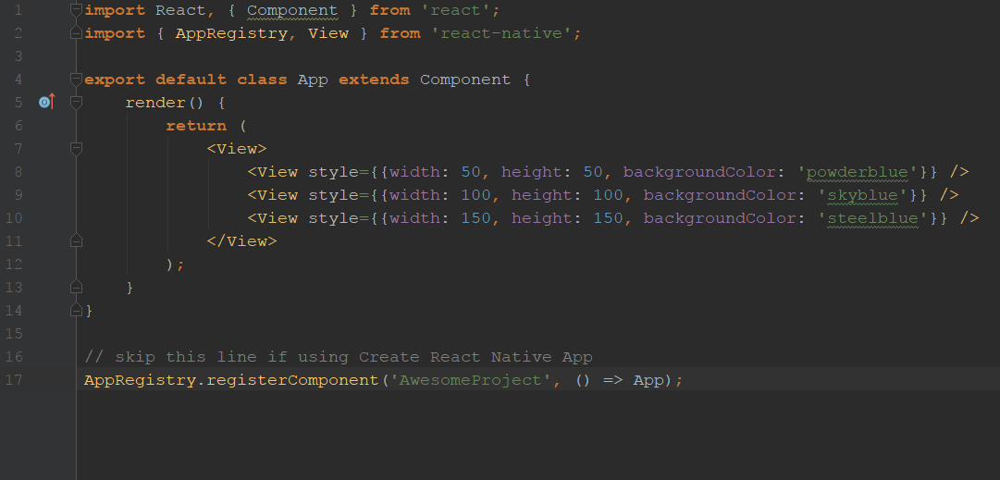 1 import React, { Component } from 'react';
2 import { AppRegistry, View } from 'react-native';
3
4 export default class App extends Component {
5     render() {
6         return (
7             <View>
8                 <View style={{width: 50, height: 50, backgroundColor: 'powderblue'}} />
9                 <View style={{width: 100, height: 100, backgroundColor: 'skyblue'}} />
10                 <View style={{width: 150, height: 150, backgroundColor: 'steelblue'}} />
11             </View>
12         );
13     }
14 }
15
16 // skip this line if using Create React Native App
17 AppRegistry.registerComponent('AwesomeProject', () => App);